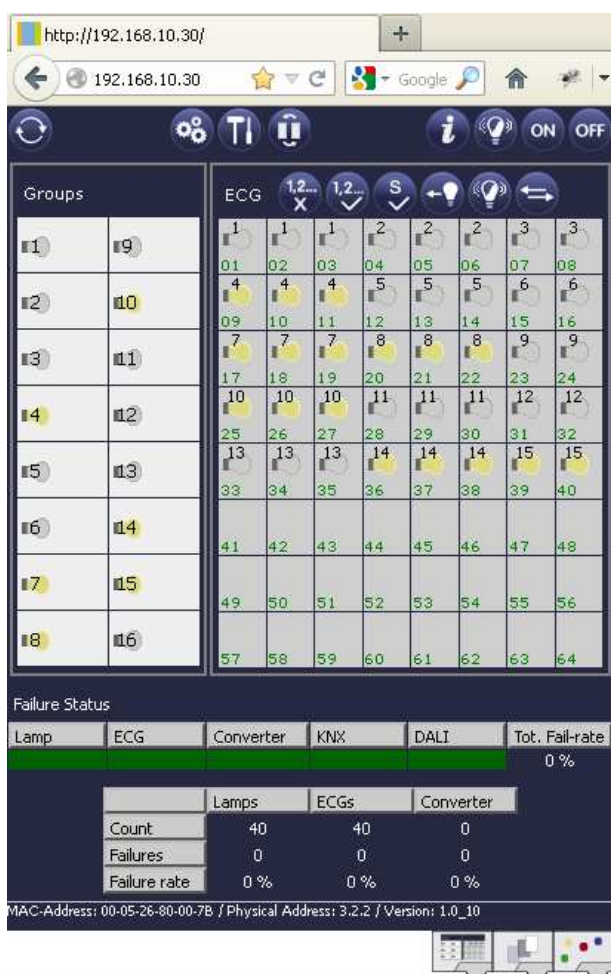 http://192.168.10.30/
+
192.168.10.30
Google
i
ON
OFF
Groups
1 9
2 10
3 11
4 12
5 13
6 14
7 15
8 16
ECG 1,2... X 1,2... S
1 1 1 2 2 2 3 3
01 02 03 04 05 06 07 08
4 4 4 5 5 5 6 6
09 10 11 12 13 14 15 16
7 7 7 8 8 8 9 9
17 18 19 20 21 22 23 24
10 10 10 11 11 11 12 12
25 26 27 28 29 30 31 32
13 13 13 14 14 14 15 15
33 34 35 36 37 38 39 40
41 42 43 44 45 46 47 48
49 50 51 52 53 54 55 56
57 58 59 60 61 62 63 64
Failure Status
Lamp ECG Converter KNX DALI Tot. Fail-rate
0 %
Lamps ECGs Converter
Count 40 40 0
Failures 0 0 0
Failure rate 0 % 0 % 0 %
MAC-Address: 00-05-26-80-00-7B / Physical Address: 3.2.2 / Version: 1.0_10